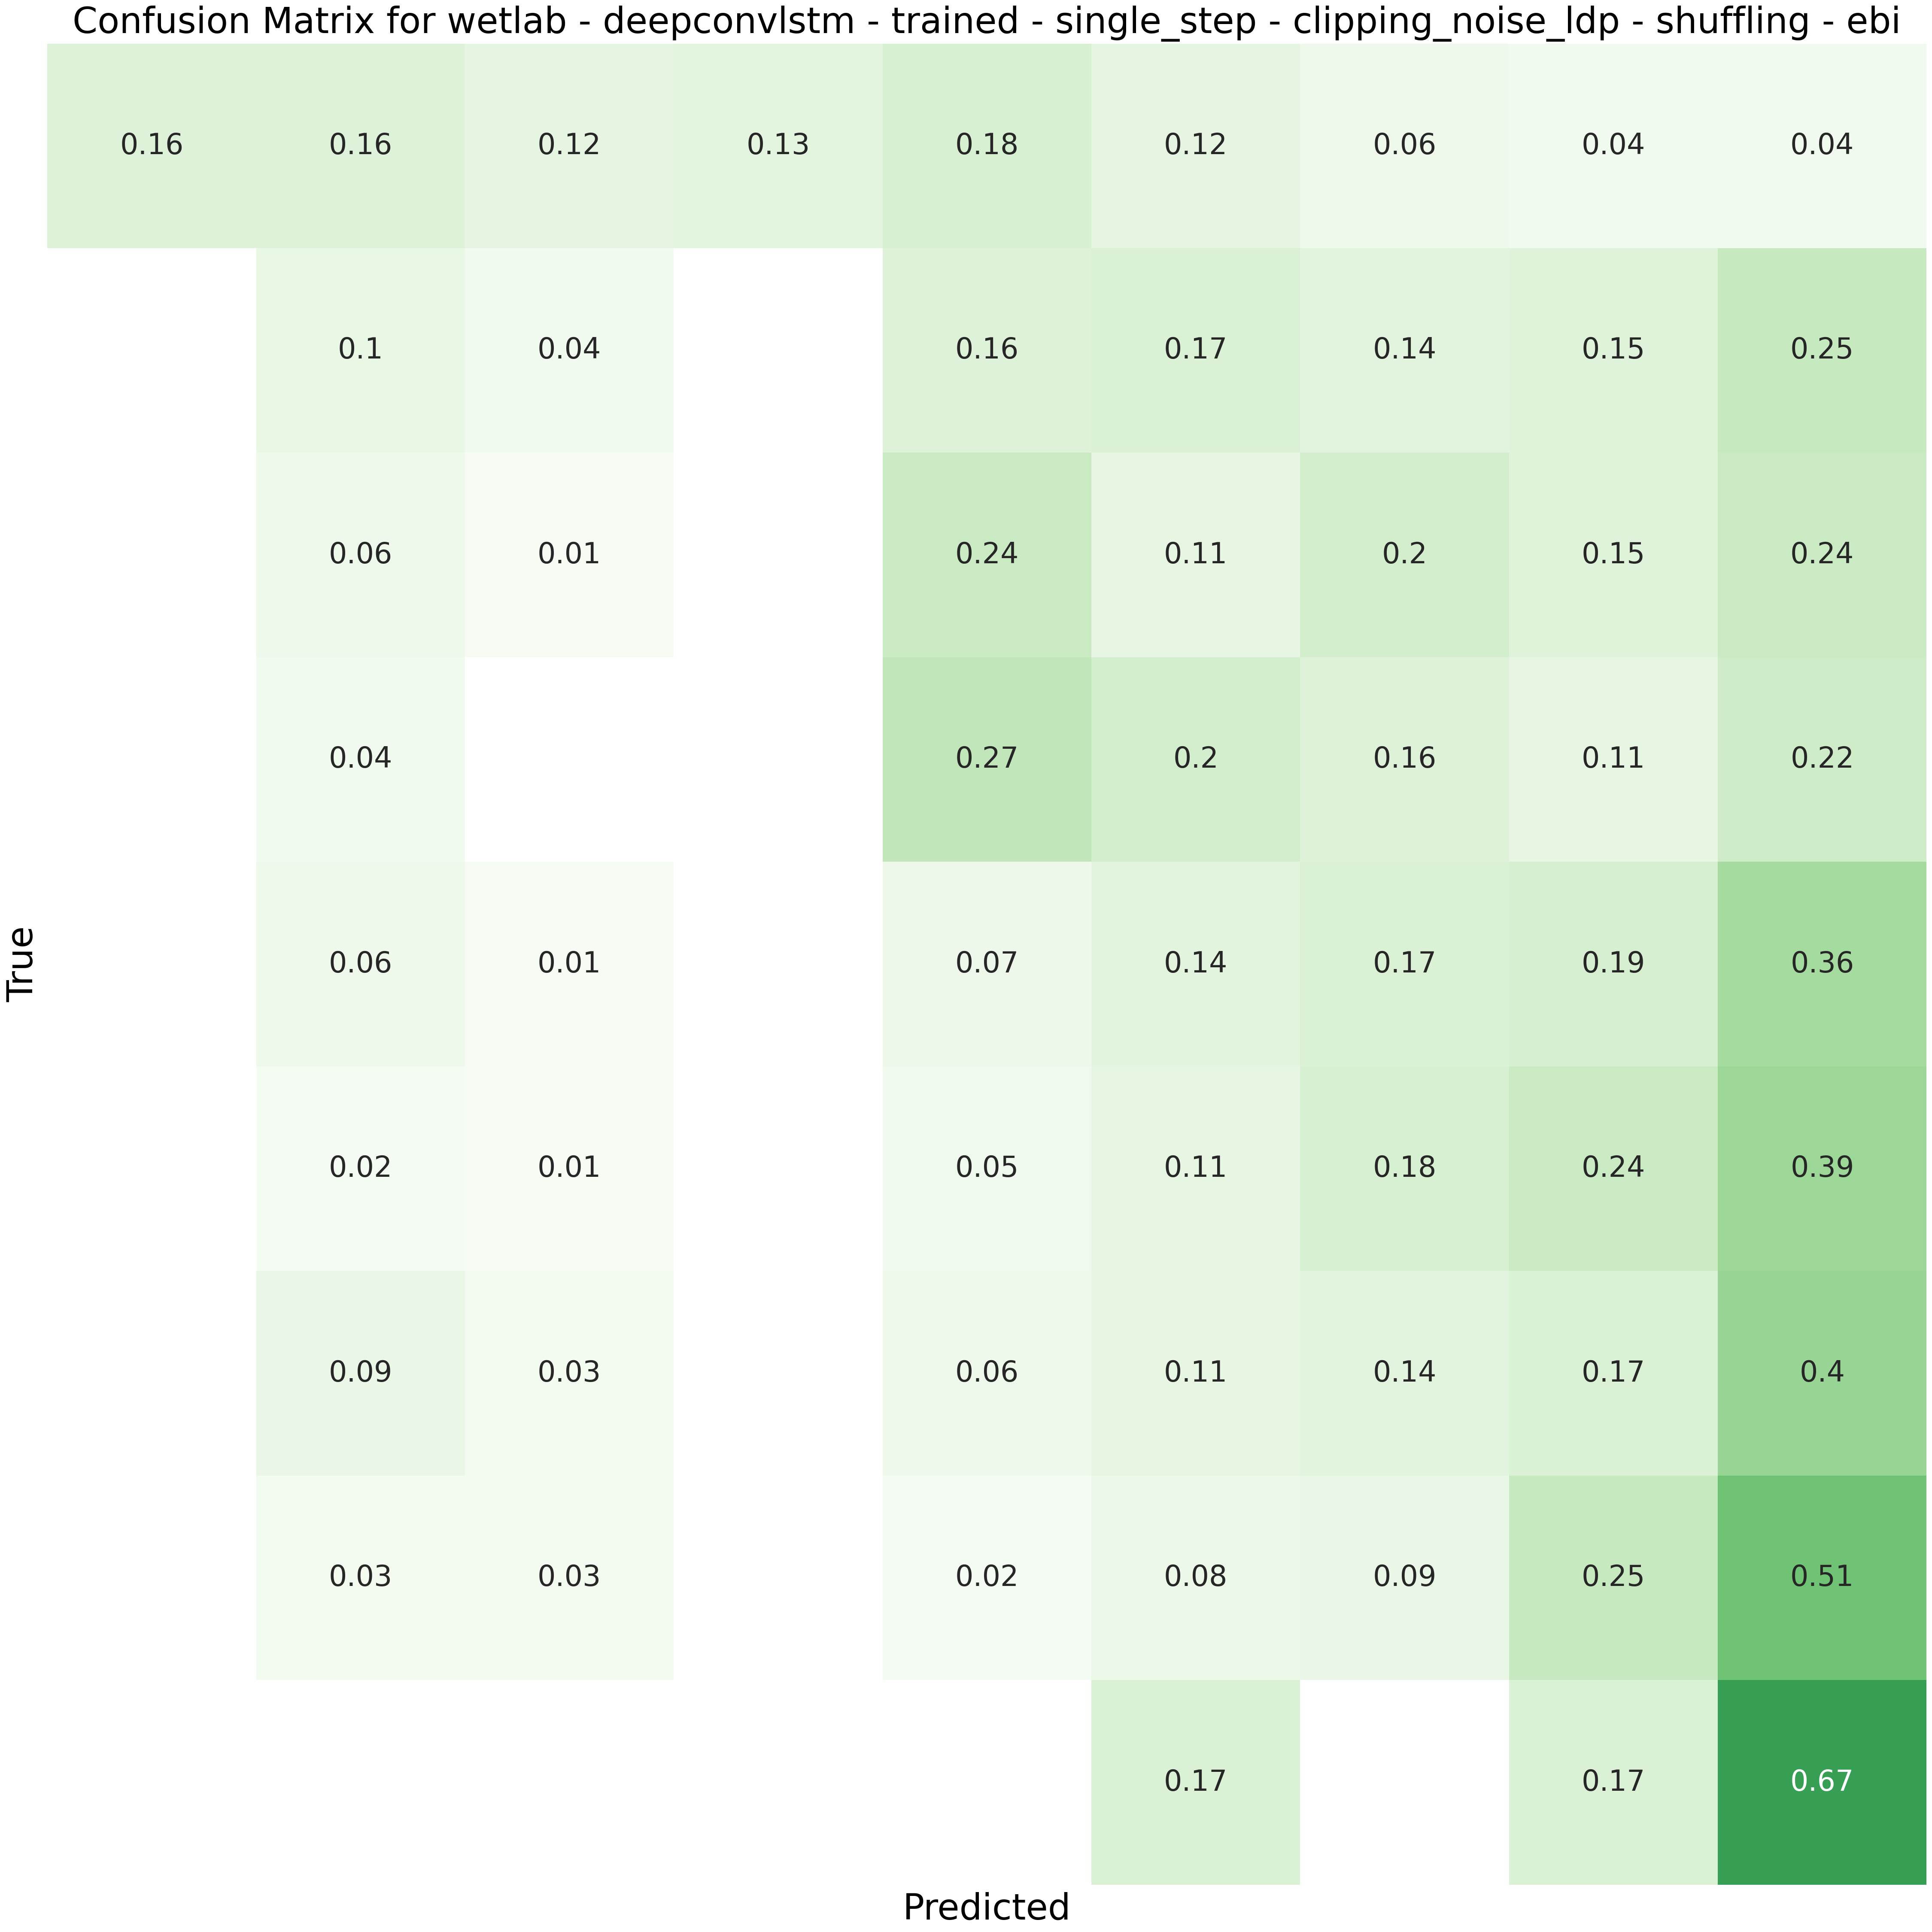 Confusion Matrix for wetlab - deepconvlstm - trained - single_step - clipping_noise_ldp - shuffling - ebi
0.16 0.16 0.12 0.13 0.18 0.12 0.06 0.04 0.04
0.1 0.04 0.16 0.17 0.14 0.15 0.25
0.06 0.01 0.24 0.11 0.2 0.15 0.24
0.04 0.27 0.2 0.16 0.11 0.22
0.06 0.01 0.07 0.14 0.17 0.19 0.36
0.02 0.01 0.05 0.11 0.18 0.24 0.39
0.09 0.03 0.06 0.11 0.14 0.17 0.4
0.03 0.03 0.02 0.08 0.09 0.25 0.51
0.17 0.17 0.67
True
Predicted